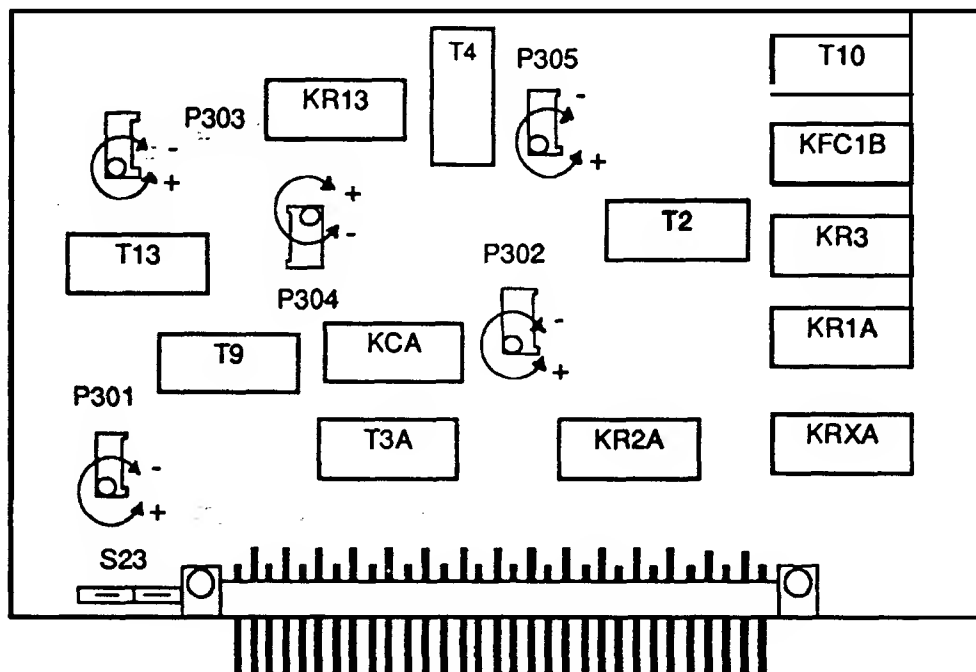 T4
P305
T10
KR13
P303
-
+
-
+
KFC1B
+
-
T2
KR3
T13
P302
P304
-
+
KR1A
KCA
T9
P301
T3A
KR2A
KRXA
-
+
S23